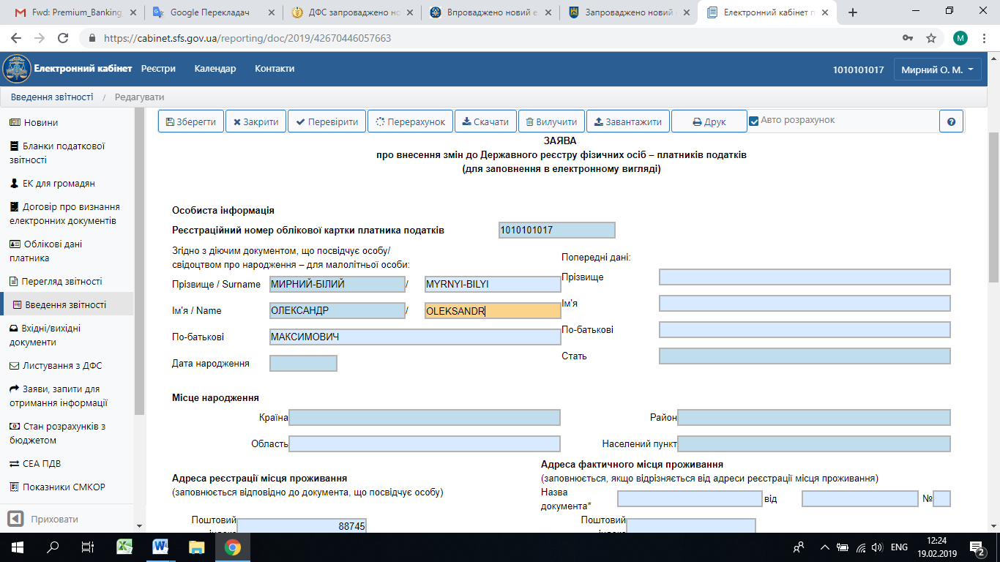 Fwd: Premium_Banking
Google Перекладач
ДФС запроваджено но
Впроваджено новий е
Запроваджено новий
Електронний кабінет п
https://cabinet.sfs.gov.ua/reporting/doc/2019/42670446057663
M
Електронний кабінет Реєстри Календар Контакти
1010101017 Мирний О. М.
Введення звітності / Редагувати
Новини
Бланки податкової
звітності
ЕК для громадян
Договір про визнання
електронних документів
Облікові дані
платника
Перегляд звітності
Введення звітності
Вхідні/вихідні
документи
Листування з ДФС
Заяви, запити для
отримання інформації
Стан розрахунків з
бюджетом
СЕА ПДВ
Показники СМКОР
Приховати
Зберегти Закрити Перевірити Перерахунок Скачати Вилучити Завантажити Друк Авто розрахунок ?
ЗАЯВА
про внесення змін до Державного реєстру фізичних осіб – платників податків
(для заповнення в електронному вигляді)
Особиста інформація
Реєстраційний номер облікової картки платника податків 1010101017
Згідно з діючим документом, що посвідчує особу/
свідоцтвом про народження – для малолітньої особи:
Попередні дані:
Прізвище / Surname МИРНИЙ-БІЛИЙ / MYRNYI-BILYI
Прізвище
Ім'я / Name ОЛЕКСАНДР / OLEKSANDR
Ім'я
По-батькові МАКСИМОВИЧ
По-батькові
Дата народження
Стать
Місце народження
Країна Район
Область Населений пункт
Адреса реєстрації місця проживання
(заповнюється відповідно до документа, що посвідчує особу)
Адреса фактичного місця проживання
(заповнюється, якщо відрізняється від адреси реєстрації місця проживання)
Назва
документа* від №
Поштовий 88745
Поштовий
ENG
12:24
19.02.2019
2